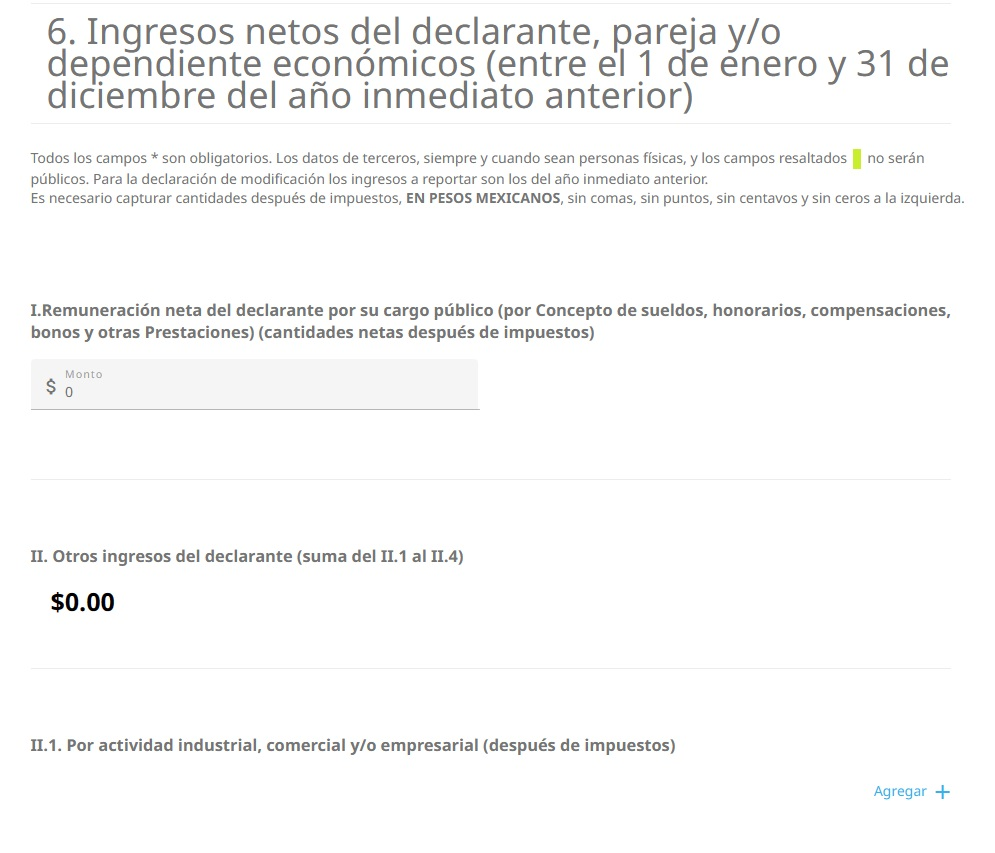 6. Ingresos netos del declarante, pareja y/o
dependiente económicos (entre el 1 de enero y 31 de
diciembre del año inmediato anterior)
Todos los campos * son obligatorios. Los datos de terceros, siempre y cuando sean personas físicas, y los campos resaltados no serán
públicos. Para la declaración de modificación los ingresos a reportar son los del año inmediato anterior.
Es necesario capturar cantidades después de impuestos, EN PESOS MEXICANOS, sin comas, sin puntos, sin centavos y sin ceros a la izquierda.
I.Remuneración neta del declarante por su cargo público (por Concepto de sueldos, honorarios, compensaciones,
bonos y otras Prestaciones) (cantidades netas después de impuestos)
Monto
$ 0
II. Otros ingresos del declarante (suma del II.1 al II.4)
$0.00
II.1. Por actividad industrial, comercial y/o empresarial (después de impuestos)
Agregar +